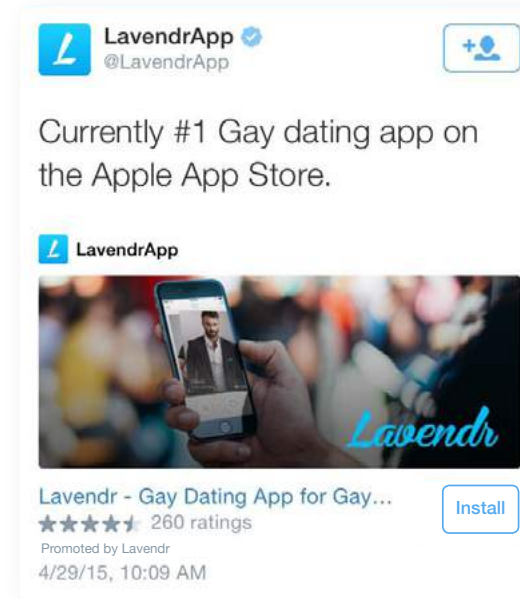 LavendrApp
@LavendrApp
Currently #1 Gay dating app on
the Apple App Store.
L LavendrApp
Lavendr
Lavendr - Gay Dating App for Gay...
260 ratings
Install
Promoted by Lavendr
4/29/15, 10:09 AM